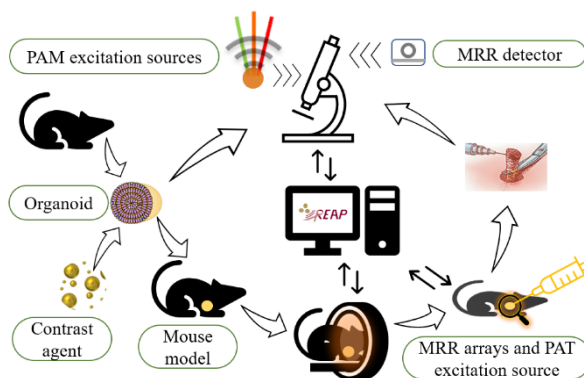 PAM excitation sources
MRR detector
Organoid
REAP
Contrast
agent
Mouse
model
MRR arrays and PAT
excitation source